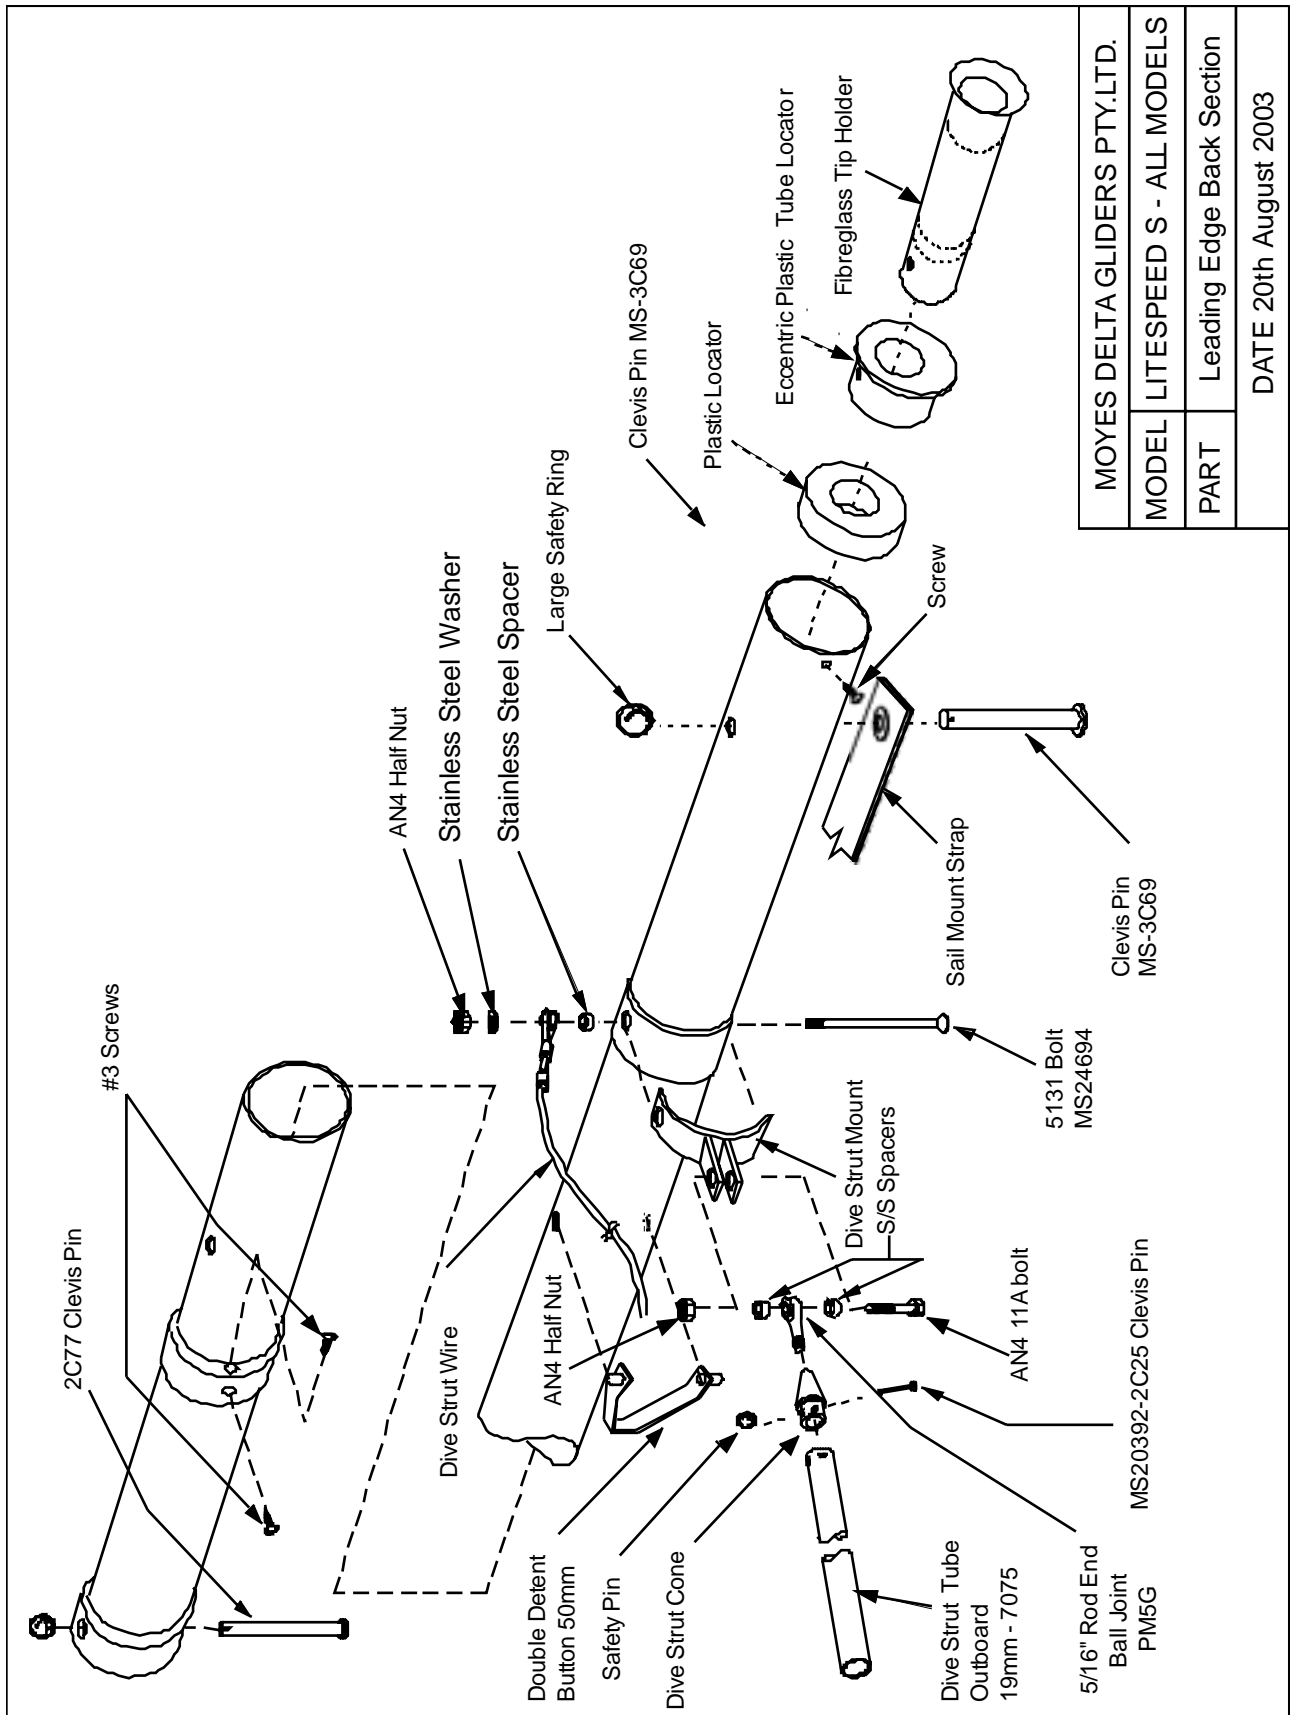 #3 Screws
2C77 Clevis Pin
AN4 Half Nut
Stainless Steel Washer
Stainless Steel Spacer
Large Safety Ring
Clevis Pin MS-3C69
Plastic Locator
Eccentric Plastic Tube Locator
Fibreglass Tip Holder
Dive Strut Wire
Screw
Double Detent
Button 50mm
AN4 Half Nut
Safety Pin
Dive Strut Cone
Dive Strut Mount
S/S Spacers
Sail Mount Strap
Dive Strut Tube
Outboard
19mm - 7075
5/16" Rod End
Ball Joint
PM5G
AN4 11A bolt
MS20392-2C25 Clevis Pin
5131 Bolt
MS24694
Clevis Pin
MS-3C69
MOYES DELTA GLIDERS PTY.LTD.
MODEL LITESPEED S - ALL MODELS
PART Leading Edge Back Section
DATE 20th August 2003